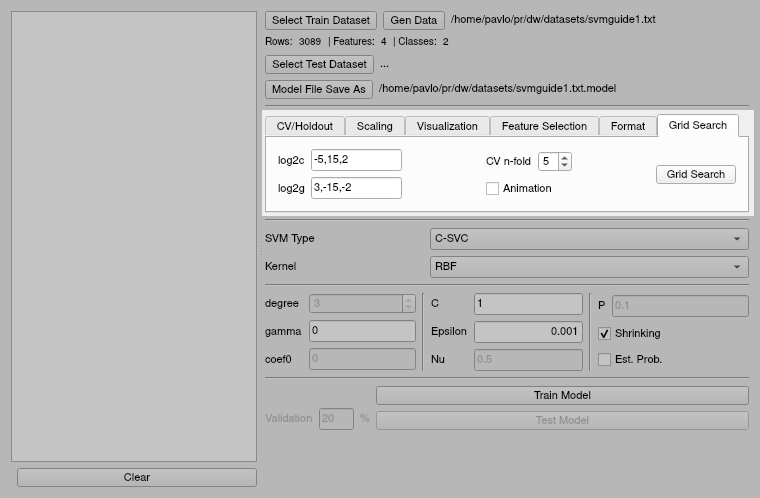 Select Train Dataset Gen Data /home/pavlo/pr/dw/datasets/svmguide1.txt
Rows: 3089 | Features: 4 | Classes: 2
Select Test Dataset ...
Model File Save As /home/pavlo/pr/dw/datasets/svmguide1.txt.model
CV/Holdout Scaling Visualization Feature Selection Format Grid Search
log2c -5,15,2 CV n-fold 5
Grid Search
log2g 3,-15,-2 Animation
SVM Type C-SVC
Kernel RBF
degree 3 C 1 P 0.1
gamma 0 Epsilon 0.001 Shrinking
coef0 0 Nu 0.5 Est. Prob.
Train Model
Validation 20 % Test Model
Clear